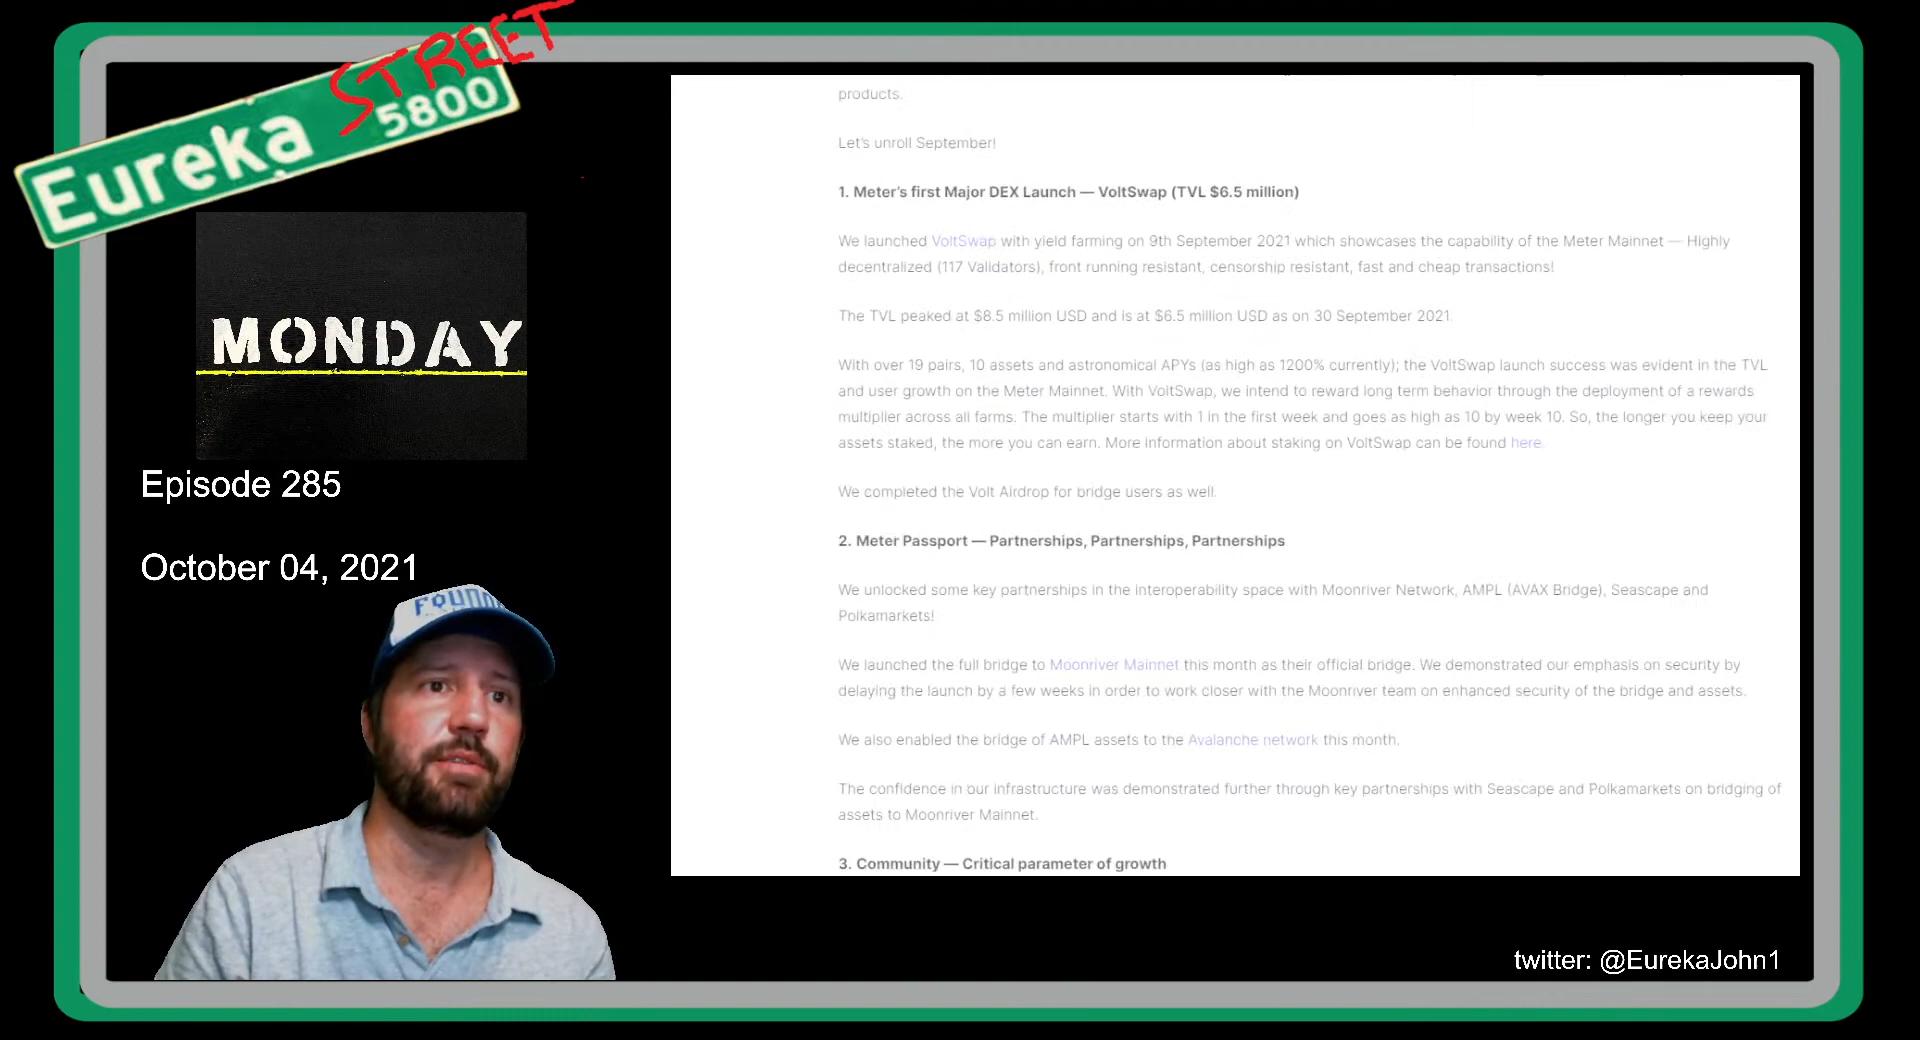 Eureka
STREET
5800
MONDAY
Episode 285
October 04, 2021
products.
Let's unroll September!
1. Meter's first Major DEX Launch — VoltSwap (TVL $6.5 million)
We launched VoltSwap with yield farming on 9th September 2021 which showcases the capability of the Meter Mainnet — Highly
decentralized (117 Validators), front running resistant, censorship resistant, fast and cheap transactions!
The TVL peaked at $8.5 million USD and is at $6.5 million USD as on 30 September 2021.
With over 19 pairs, 10 assets and astronomical APYs (as high as 1200% currently); the VoltSwap launch success was evident in the TVL
and user growth on the Meter Mainnet. With VoltSwap, we intend to reward long term behavior through the deployment of a rewards
multiplier across all farms. The multiplier starts with 1 in the first week and goes as high as 10 by week 10. So, the longer you keep your
assets staked, the more you can earn. More information about staking on VoltSwap can be found here.
We completed the Volt Airdrop for bridge users as well.
2. Meter Passport — Partnerships, Partnerships, Partnerships
We unlocked some key partnerships in the interoperability space with Moonriver Network, AMPL (AVAX Bridge), Seascape and
Polkamarkets!
We launched the full bridge to Moonriver Mainnet this month as their official bridge. We demonstrated our emphasis on security by
delaying the launch by a few weeks in order to work closer with the Moonriver team on enhanced security of the bridge and assets.
We also enabled the bridge of AMPL assets to the Avalanche network this month.
The confidence in our infrastructure was demonstrated further through key partnerships with Seascape and Polkamarkets on bridging of
assets to Moonriver Mainnet.
3. Community — Critical parameter of growth
twitter: @EurekaJohn1